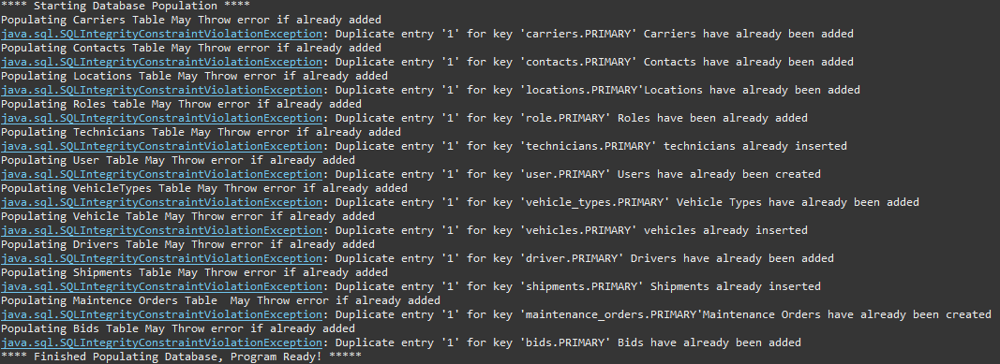 **** Starting Database Population ****
Populating Carriers Table May Throw error if already added
java.sql.SQLIntegrityConstraintViolationException: Duplicate entry '1' for key 'carriers.PRIMARY' Carriers have already been added
Populating Contacts Table May Throw error if already added
java.sql.SQLIntegrityConstraintViolationException: Duplicate entry '1' for key 'contacts.PRIMARY' Contacts have already been added
Populating Locations Table May Throw error if already added
java.sql.SQLIntegrityConstraintViolationException: Duplicate entry '1' for key 'locations.PRIMARY'Locations have already been added
Populating Roles table May Throw error if already added
java.sql.SQLIntegrityConstraintViolationException: Duplicate entry '1' for key 'role.PRIMARY' Roles have been already added
Populating Technicians Table May Throw error if already added
java.sql.SQLIntegrityConstraintViolationException: Duplicate entry '1' for key 'technicians.PRIMARY' technicians already inserted
Populating User Table May Throw error if already added
java.sql.SQLIntegrityConstraintViolationException: Duplicate entry '1' for key 'user.PRIMARY' Users have already been created
Populating VehicleTypes Table May Throw error if already added
java.sql.SQLIntegrityConstraintViolationException: Duplicate entry '1' for key 'vehicle_types.PRIMARY' Vehicle Types have already been added
Populating Vehicle Table May Throw error if already added
java.sql.SQLIntegrityConstraintViolationException: Duplicate entry '1' for key 'vehicles.PRIMARY' vehicles already inserted
Populating Drivers Table May Throw error if already added
java.sql.SQLIntegrityConstraintViolationException: Duplicate entry '1' for key 'driver.PRIMARY' Drivers have already been added
Populating Shipments Table May Throw error if already added
java.sql.SQLIntegrityConstraintViolationException: Duplicate entry '1' for key 'shipments.PRIMARY' Shipments already inserted
Populating Maintence Orders Table  May Throw error if already added
java.sql.SQLIntegrityConstraintViolationException: Duplicate entry '1' for key 'maintenance_orders.PRIMARY'Maintenance Orders have already been created
Populating Bids Table May Throw error if already added
java.sql.SQLIntegrityConstraintViolationException: Duplicate entry '1' for key 'bids.PRIMARY' Bids have already been added
**** Finished Populating Database, Program Ready! *****